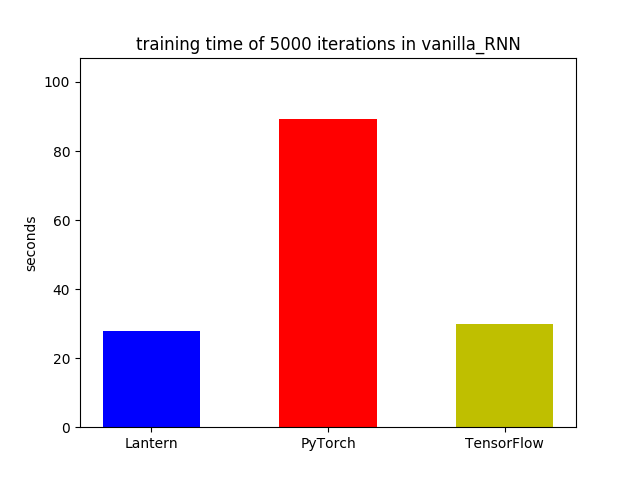 training time of 5000 iterations in vanilla_RNN
100
80
60
40
20
0
seconds
Lantern PyTorch TensorFlow